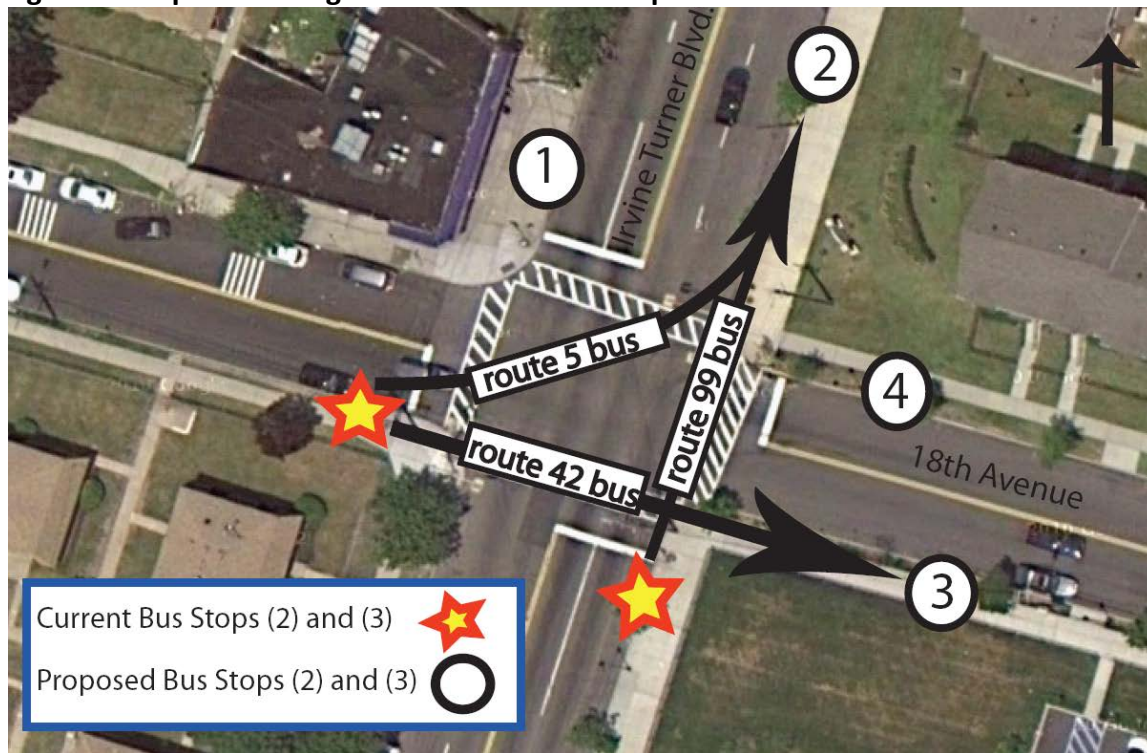 1
2
Irvine Turner Blvd.
route 5 bus
route 99 bus
4
route 42 bus
18th Avenue
3
Current Bus Stops (2) and (3)
Proposed Bus Stops (2) and (3)